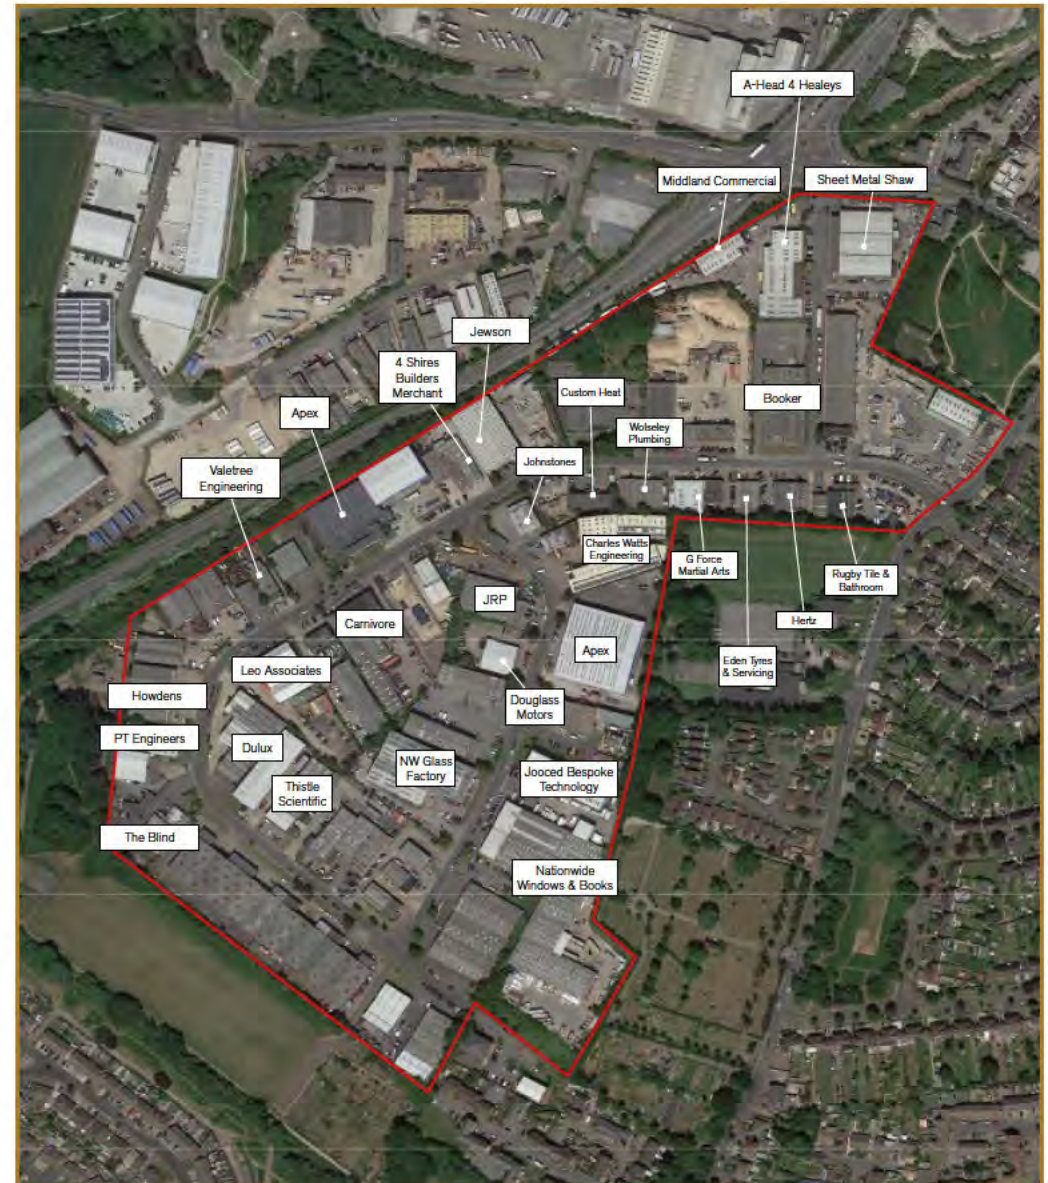 A-Head 4 Healeys
Middland Commercial
Sheet Metal Shaw
Jewson
4 Shires
Builders
Merchant
Custom Heat
Booker
Apex
Wolseley
Plumbing
Johnstones
Valetree
Engineering
Charles Watts
Engineering
G Force
Martial Arts
Rugby Tile &
Bathroom
JRP
Hertz
Carnivore
Apex
Eden Tyres
& Servicing
Leo Associates
Howdens
Douglass
Motors
PT Engineers
Dulux
NW Glass
Factory
Jooced Bespoke
Technology
Thistle
Scientific
The Blind
Nationwide
Windows & Books